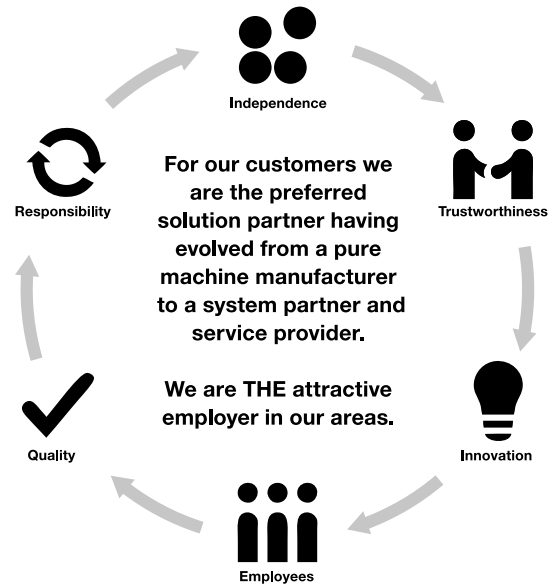 Independence
Trustworthiness
Innovation
Employees
Quality
Responsibility
For our customers we
are the preferred
solution partner having
evolved from a pure
machine manufacturer
to a system partner and
service provider.
We are THE attractive
employer in our areas.